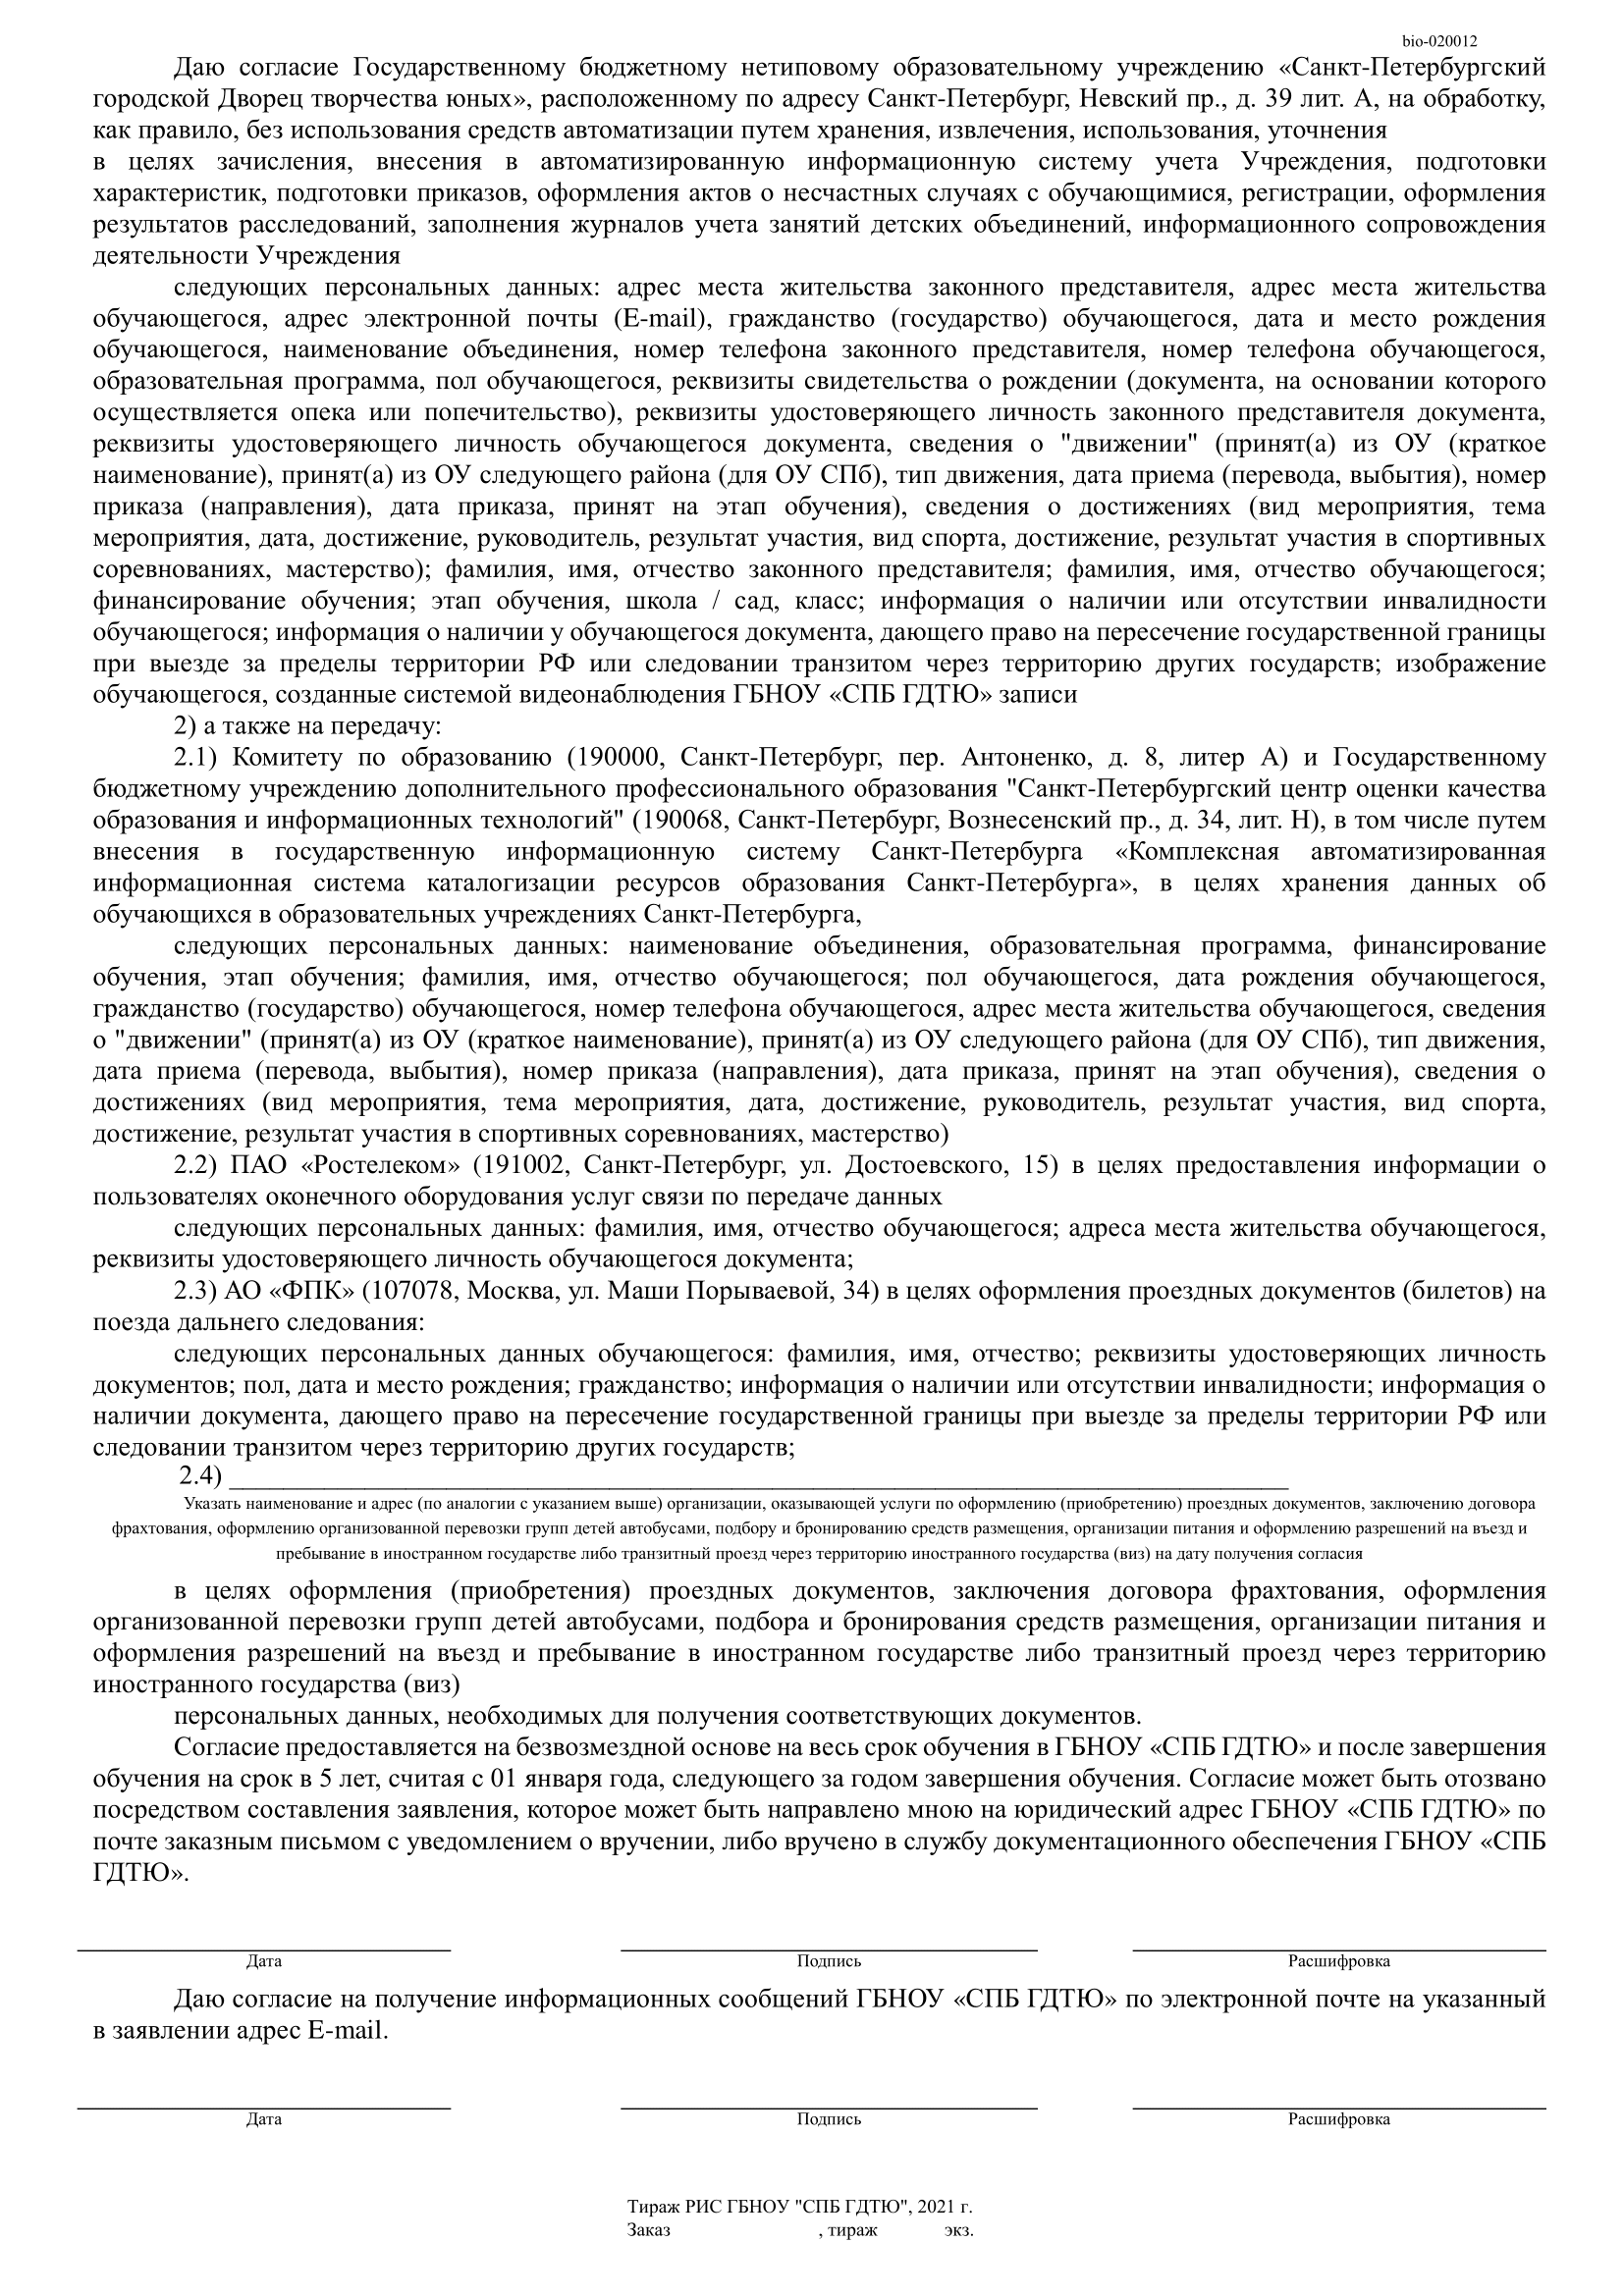 bio-020012
Даю согласие Государственному бюджетному нетиповому образовательному учреждению «Санкт-Петербургский
городской Дворец творчества юных», расположенному по адресу Санкт-Петербург, Невский пр., д. 39 лит. А, на обработку,
как правило, без использования средств автоматизации путем хранения, извлечения, использования, уточнения
в целях зачисления, внесения в автоматизированную информационную систему учета Учреждения, подготовки
характеристик, подготовки приказов, оформления актов о несчастных случаях с обучающимися, регистрации, оформления
результатов расследований, заполнения журналов учета занятий детских объединений, информационного сопровождения
деятельности Учреждения
следующих персональных данных: адрес места жительства законного представителя, адрес места жительства
обучающегося, адрес электронной почты (E-mail), гражданство (государство) обучающегося, дата и место рождения
обучающегося, наименование объединения, номер телефона законного представителя, номер телефона обучающегося,
образовательная программа, пол обучающегося, реквизиты свидетельства о рождении (документа, на основании которого
осуществляется опека или попечительство), реквизиты удостоверяющего личность законного представителя документа,
реквизиты удостоверяющего личность обучающегося документа, сведения о "движении" (принят(а) из ОУ (краткое
наименование), принят(а) из ОУ следующего района (для ОУ СПб), тип движения, дата приема (перевода, выбытия), номер
приказа (направления), дата приказа, принят на этап обучения), сведения о достижениях (вид мероприятия, тема
мероприятия, дата, достижение, руководитель, результат участия, вид спорта, достижение, результат участия в спортивных
соревнованиях, мастерство); фамилия, имя, отчество законного представителя; фамилия, имя, отчество обучающегося;
финансирование обучения; этап обучения, школа / сад, класс; информация о наличии или отсутствии инвалидности
обучающегося; информация о наличии у обучающегося документа, дающего право на пересечение государственной границы
при выезде за пределы территории РФ или следовании транзитом через территорию других государств; изображение
обучающегося, созданные системой видеонаблюдения ГБНОУ «СПБ ГДТЮ» записи
2) а также на передачу:
2.1) Комитету по образованию (190000, Санкт-Петербург, пер. Антоненко, д. 8, литер А) и Государственному
бюджетному учреждению дополнительного профессионального образования "Санкт-Петербургский центр оценки качества
образования и информационных технологий" (190068, Санкт-Петербург, Вознесенский пр., д. 34, лит. Н), в том числе путем
внесения в государственную информационную систему Санкт-Петербурга «Комплексная автоматизированная
информационная система каталогизации ресурсов образования Санкт-Петербурга», в целях хранения данных об
обучающихся в образовательных учреждениях Санкт-Петербурга,
следующих персональных данных: наименование объединения, образовательная программа, финансирование
обучения, этап обучения; фамилия, имя, отчество обучающегося; пол обучающегося, дата рождения обучающегося,
гражданство (государство) обучающегося, номер телефона обучающегося, адрес места жительства обучающегося, сведения
о "движении" (принят(а) из ОУ (краткое наименование), принят(а) из ОУ следующего района (для ОУ СПб), тип движения,
дата приема (перевода, выбытия), номер приказа (направления), дата приказа, принят на этап обучения), сведения о
достижениях (вид мероприятия, тема мероприятия, дата, достижение, руководитель, результат участия, вид спорта,
достижение, результат участия в спортивных соревнованиях, мастерство)
2.2) ПАО «Ростелеком» (191002, Санкт-Петербург, ул. Достоевского, 15) в целях предоставления информации о
пользователях оконечного оборудования услуг связи по передаче данных
следующих персональных данных: фамилия, имя, отчество обучающегося; адреса места жительства обучающегося,
реквизиты удостоверяющего личность обучающегося документа;
2.3) АО «ФПК» (107078, Москва, ул. Маши Порываевой, 34) в целях оформления проездных документов (билетов) на
поезда дальнего следования:
следующих персональных данных обучающегося: фамилия, имя, отчество; реквизиты удостоверяющих личность
документов; пол, дата и место рождения; гражданство; информация о наличии или отсутствии инвалидности; информация о
наличии документа, дающего право на пересечение государственной границы при выезде за пределы территории РФ или
следовании транзитом через территорию других государств;
2.4) ______________________________________________________________________________
Указать наименование и адрес (по аналогии с указанием выше) организации, оказывающей услуги по оформлению (приобретению) проездных документов, заключению договора
фрахтования, оформлению организованной перевозки групп детей автобусами, подбору и бронированию средств размещения, организации питания и оформлению разрешений на въезд и
пребывание в иностранном государстве либо транзитный проезд через территорию иностранного государства (виз) на дату получения согласия
в целях оформления (приобретения) проездных документов, заключения договора фрахтования, оформления
организованной перевозки групп детей автобусами, подбора и бронирования средств размещения, организации питания и
оформления разрешений на въезд и пребывание в иностранном государстве либо транзитный проезд через территорию
иностранного государства (виз)
персональных данных, необходимых для получения соответствующих документов.
Согласие предоставляется на безвозмездной основе на весь срок обучения в ГБНОУ «СПБ ГДТЮ» и после завершения
обучения на срок в 5 лет, считая с 01 января года, следующего за годом завершения обучения. Согласие может быть отозвано
посредством составления заявления, которое может быть направлено мною на юридический адрес ГБНОУ «СПБ ГДТЮ» по
почте заказным письмом с уведомлением о вручении, либо вручено в службу документационного обеспечения ГБНОУ «СПБ
ГДТЮ».
Дата Подпись Расшифровка
Даю согласие на получение информационных сообщений ГБНОУ «СПБ ГДТЮ» по электронной почте на указанный
в заявлении адрес E-mail.
Дата Подпись Расшифровка
Тираж РИС ГБНОУ "СПБ ГДТЮ", 2021 г.
Заказ , тираж экз.